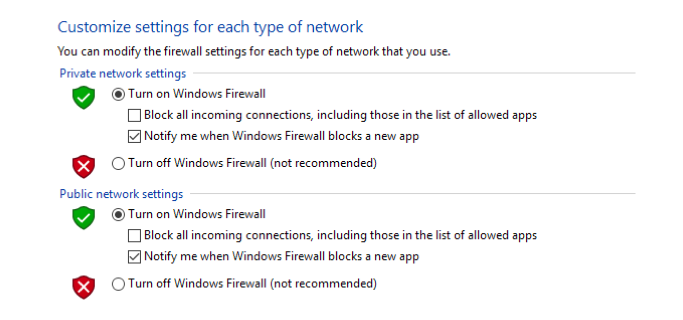 Customize settings for each type of network
You can modify the firewall settings for each type of network that you use.
Private network settings
Turn on Windows Firewall
Block all incoming connections, including those in the list of allowed apps
Notify me when Windows Firewall blocks a new app
Turn off Windows Firewall (not recommended)
Public network settings
Turn on Windows Firewall
Block all incoming connections, including those in the list of allowed apps
Notify me when Windows Firewall blocks a new app
Turn off Windows Firewall (not recommended)